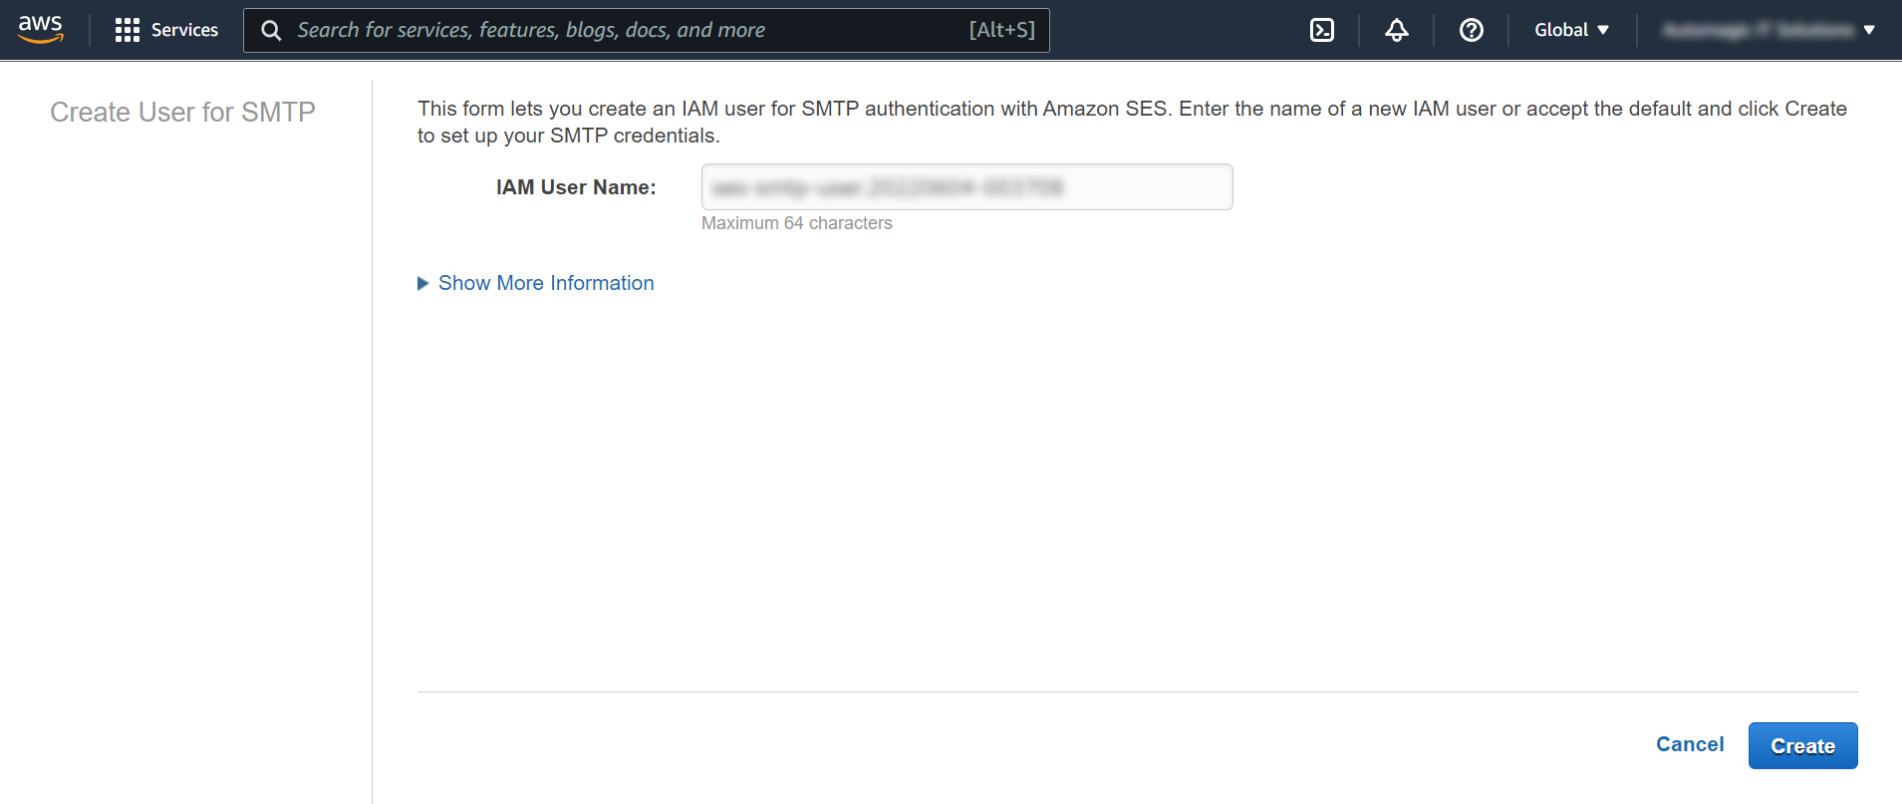 aws
Services
Search for services, features, blogs, docs, and more
[Alt+S]
Global
Create User for SMTP
This form lets you create an IAM user for SMTP authentication with Amazon SES. Enter the name of a new IAM user or accept the default and click Create
to set up your SMTP credentials.
IAM User Name:
Maximum 64 characters
Show More Information
Cancel
Create